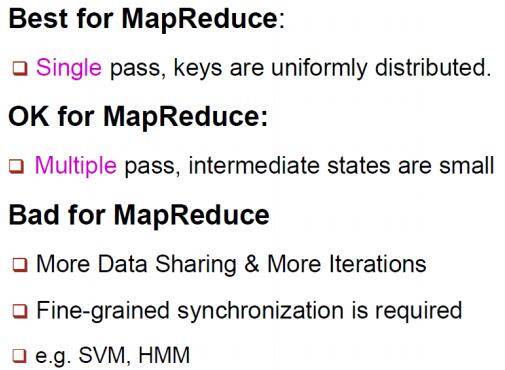 Best for MapReduce:
Single pass, keys are uniformly distributed.
OK for MapReduce:
Multiple pass, intermediate states are small
Bad for MapReduce
More Data Sharing & More Iterations
Fine-grained synchronization is required
e.g. SVM, HMM